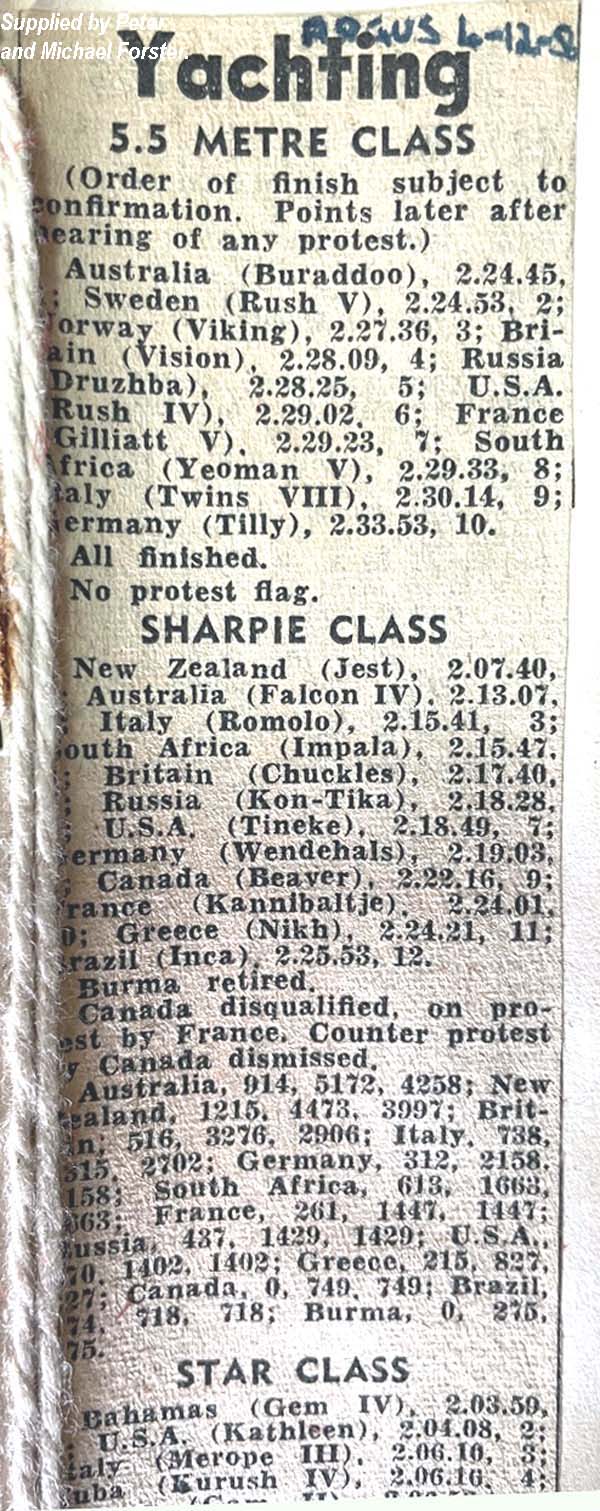 Supplied by Peter
and Michael Forster.
ARGUS 4-12-5
Yachting
5.5 METRE CLASS
(Order of finish subject to
confirmation. Points later after
hearing of any protest.)
Australia (Buraddoo), 2.24.45,
; Sweden (Rush V), 2.24.53, 2;
orway (Viking), 2.27.36, 3; Bri-
ain (Vision), 2.28.09, 4; Russia
Druzhba), 2.28.25, 5; U.S.A.
Rush IV), 2.29.02, 6; France
Gilliatt V), 2.29.23, 7; South
frica (Yeoman V), 2.29.33, 8;
taly (Twins VIII), 2.30.14, 9;
ermany (Tilly), 2.33.53, 10.
All finished.
No protest flag.
SHARPIE CLASS
New Zealand (Jest), 2.07.40,
; Australia (Falcon IV), 2.13.07,
; Italy (Romolo), 2.15.41, 3;
outh Africa (Impala), 2.15.47,
; Britain (Chuckles), 2.17.40,
; Russia (Kon-Tika), 2.18.28,
; U.S.A. (Tineke), 2.18.49, 7;
ermany (Wendehals), 2.19.03,
; Canada (Beaver), 2.22.16, 9;
rance (Kannibaltje), 2.24.01,
0; Greece (Nikh), 2.24.21, 11;
razil (Inca), 2.25.53, 12.
Burma retired.
Canada disqualified, on pro-
est by France. Counter protest
y Canada dismissed.
Australia, 914, 5172, 4258; New
ealand, 1215, 4473, 3997; Brit-
in, 516, 3276, 2906; Italy, 738,
515, 2702; Germany, 312, 2158,
158; South Africa, 613, 1663,
663; France, 261, 1447, 1447;
ussia, 437, 1429, 1429; U.S.A.,
70, 1402, 1402; Greece, 215, 827,
27; Canada, 0, 749, 749; Brazil,
74, 718, 718; Burma, 0, 275,
75.
STAR CLASS
Bahamas (Gem IV), 2.03.59,
; U.S.A. (Kathleen), 2.04.08, 2;
taly (Merope III), 2.06.10, 3;
uba (Kurush IV), 2.06.16, 4;